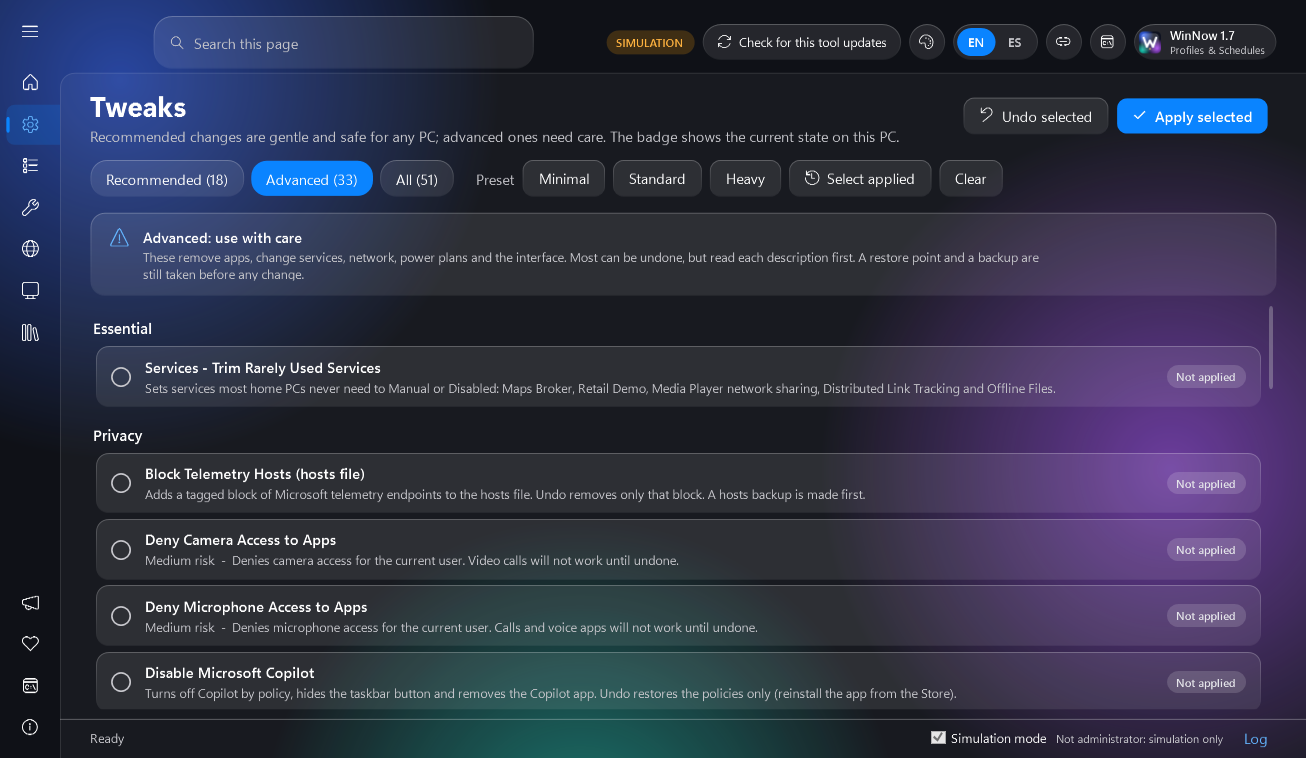 Search this page
SIMULATION
Check for this tool updates
EN
ES
WinNow 1.7
Profiles & Schedules
Tweaks
Recommended changes are gentle and safe for any PC; advanced ones need care. The badge shows the current state on this PC.
Undo selected
Apply selected
Recommended (18)
Advanced (33)
All (51)
Preset
Minimal
Standard
Heavy
Select applied
Clear
Advanced: use with care
These remove apps, change services, network, power plans and the interface. Most can be undone, but read each description first. A restore point and a backup are
still taken before any change.
Essential
Services - Trim Rarely Used Services
Sets services most home PCs never need to Manual or Disabled: Maps Broker, Retail Demo, Media Player network sharing, Distributed Link Tracking and Offline Files.
Not applied
Privacy
Block Telemetry Hosts (hosts file)
Adds a tagged block of Microsoft telemetry endpoints to the hosts file. Undo removes only that block. A hosts backup is made first.
Not applied
Deny Camera Access to Apps
Medium risk - Denies camera access for the current user. Video calls will not work until undone.
Not applied
Deny Microphone Access to Apps
Medium risk - Denies microphone access for the current user. Calls and voice apps will not work until undone.
Not applied
Disable Microsoft Copilot
Turns off Copilot by policy, hides the taskbar button and removes the Copilot app. Undo restores the policies only (reinstall the app from the Store).
Not applied
Ready
Simulation mode
Not administrator: simulation only
Log